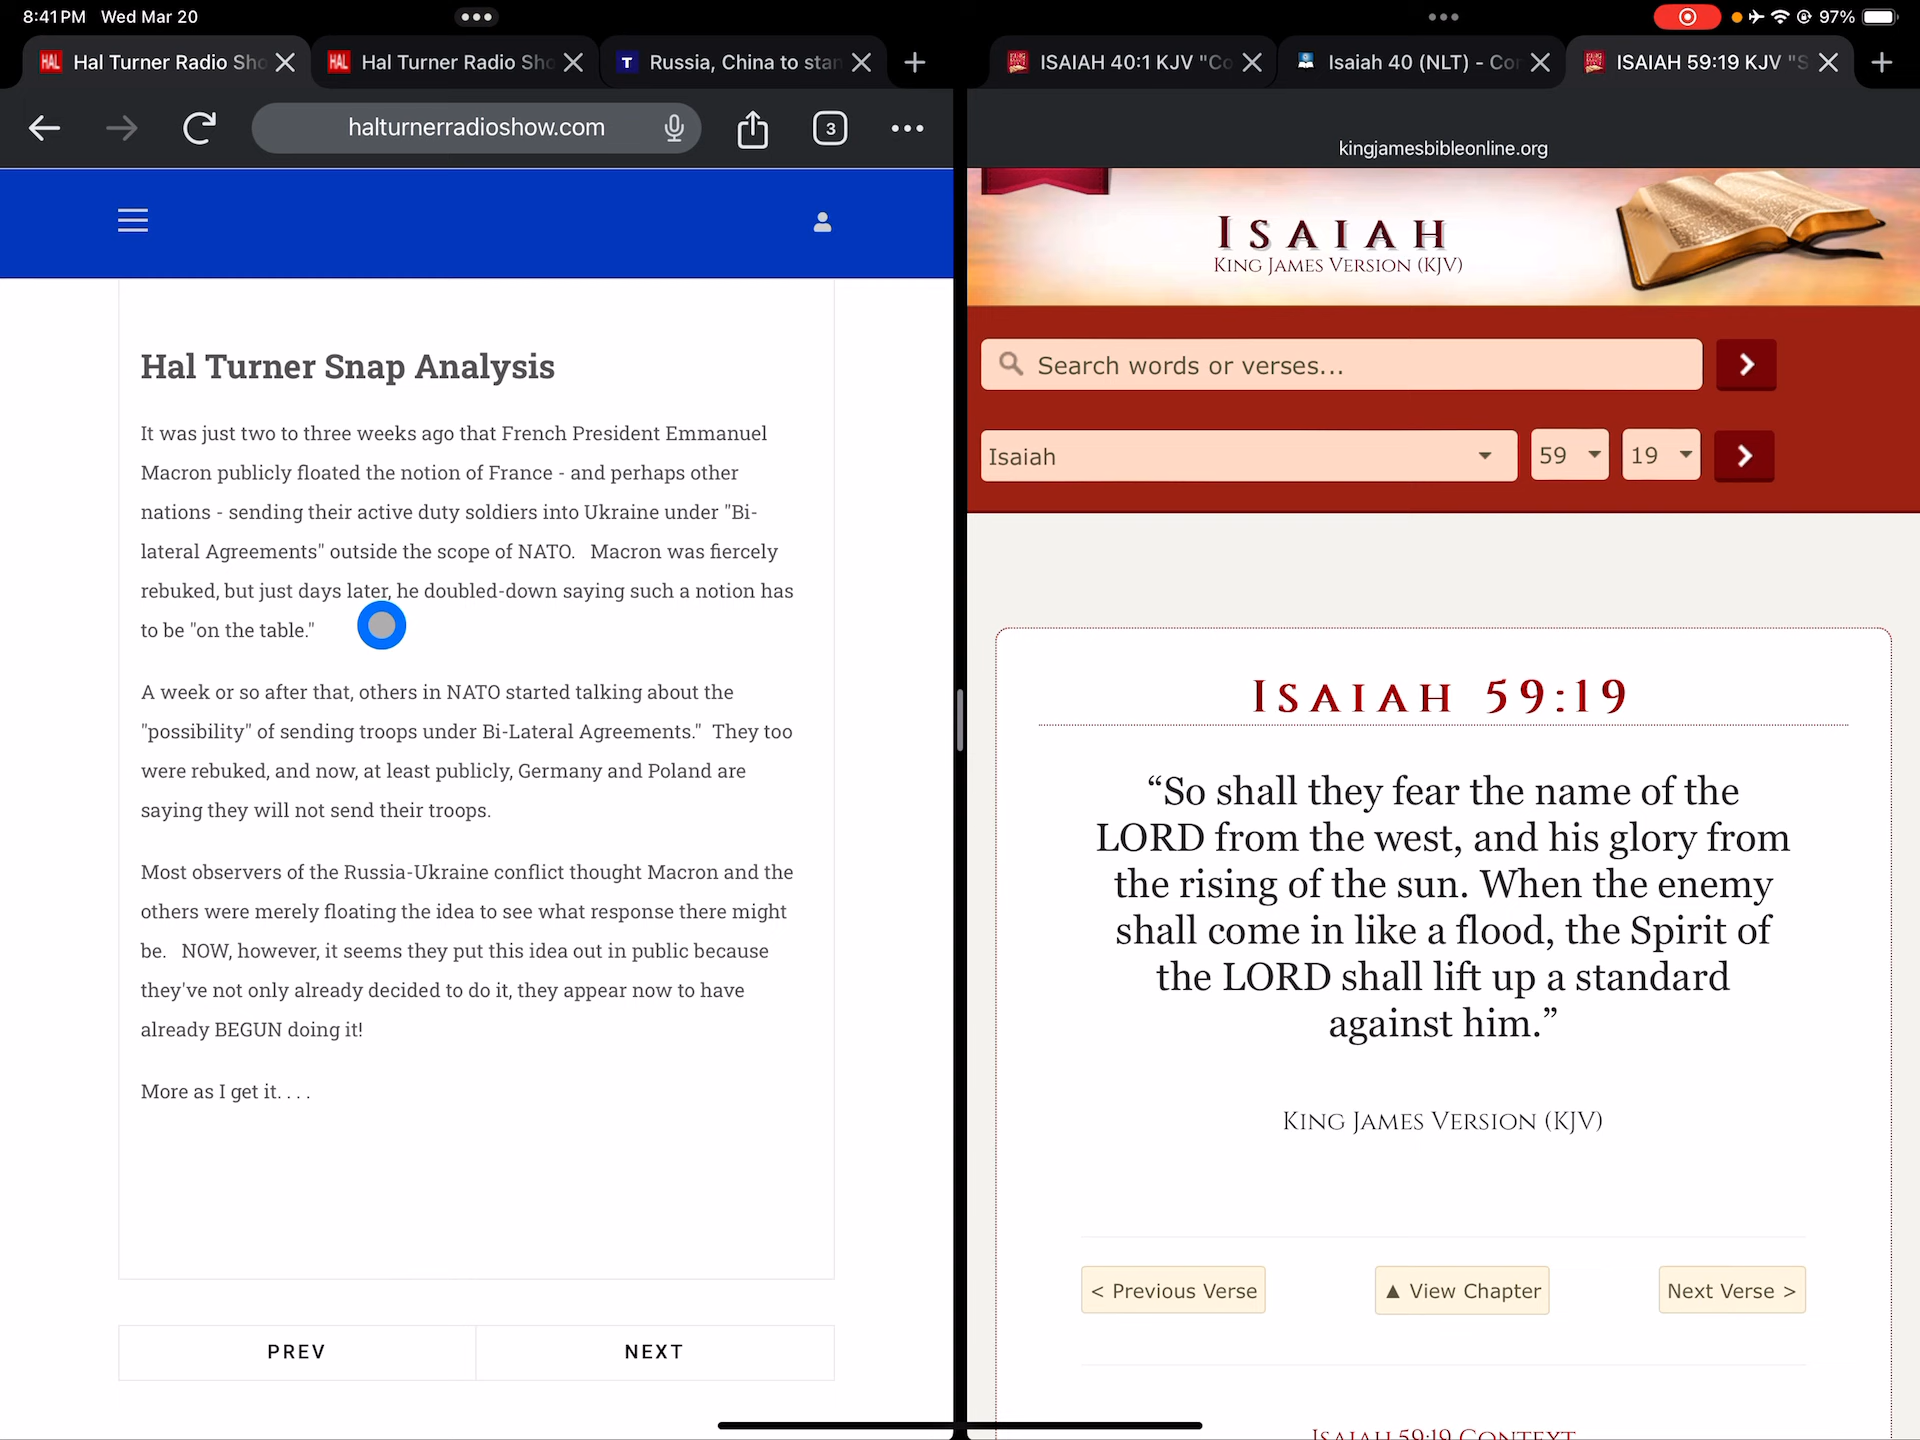 8:41PM Wed Mar 20
97%
HAL Hal Turner Radio Sho
HAL Hal Turner Radio Sho
T Russia, China to stan
halturnerradioshow.com
3
Hal Turner Snap Analysis
It was just two to three weeks ago that French President Emmanuel
Macron publicly floated the notion of France - and perhaps other
nations - sending their active duty soldiers into Ukraine under "Bi-
lateral Agreements" outside the scope of NATO. Macron was fiercely
rebuked, but just days later, he doubled-down saying such a notion has
to be "on the table."
A week or so after that, others in NATO started talking about the
"possibility" of sending troops under Bi-Lateral Agreements." They too
were rebuked, and now, at least publicly, Germany and Poland are
saying they will not send their troops.
Most observers of the Russia-Ukraine conflict thought Macron and the
others were merely floating the idea to see what response there might
be. NOW, however, it seems they put this idea out in public because
they've not only already decided to do it, they appear now to have
already BEGUN doing it!
More as I get it. . . .
PREV
NEXT
ISAIAH 40:1 KJV "Co
Isaiah 40 (NLT) - Co
ISAIAH 59:19 KJV "S
kingjamesbibleonline.org
ISAIAH
KING JAMES VERSION (KJV)
Search words or verses...
Isaiah
59
19
ISAIAH 59:19
“So shall they fear the name of the
LORD from the west, and his glory from
the rising of the sun. When the enemy
shall come in like a flood, the Spirit of
the LORD shall lift up a standard
against him.”
KING JAMES VERSION (KJV)
< Previous Verse
▲ View Chapter
Next Verse >
ISAIAH 59:19 CONTEXT